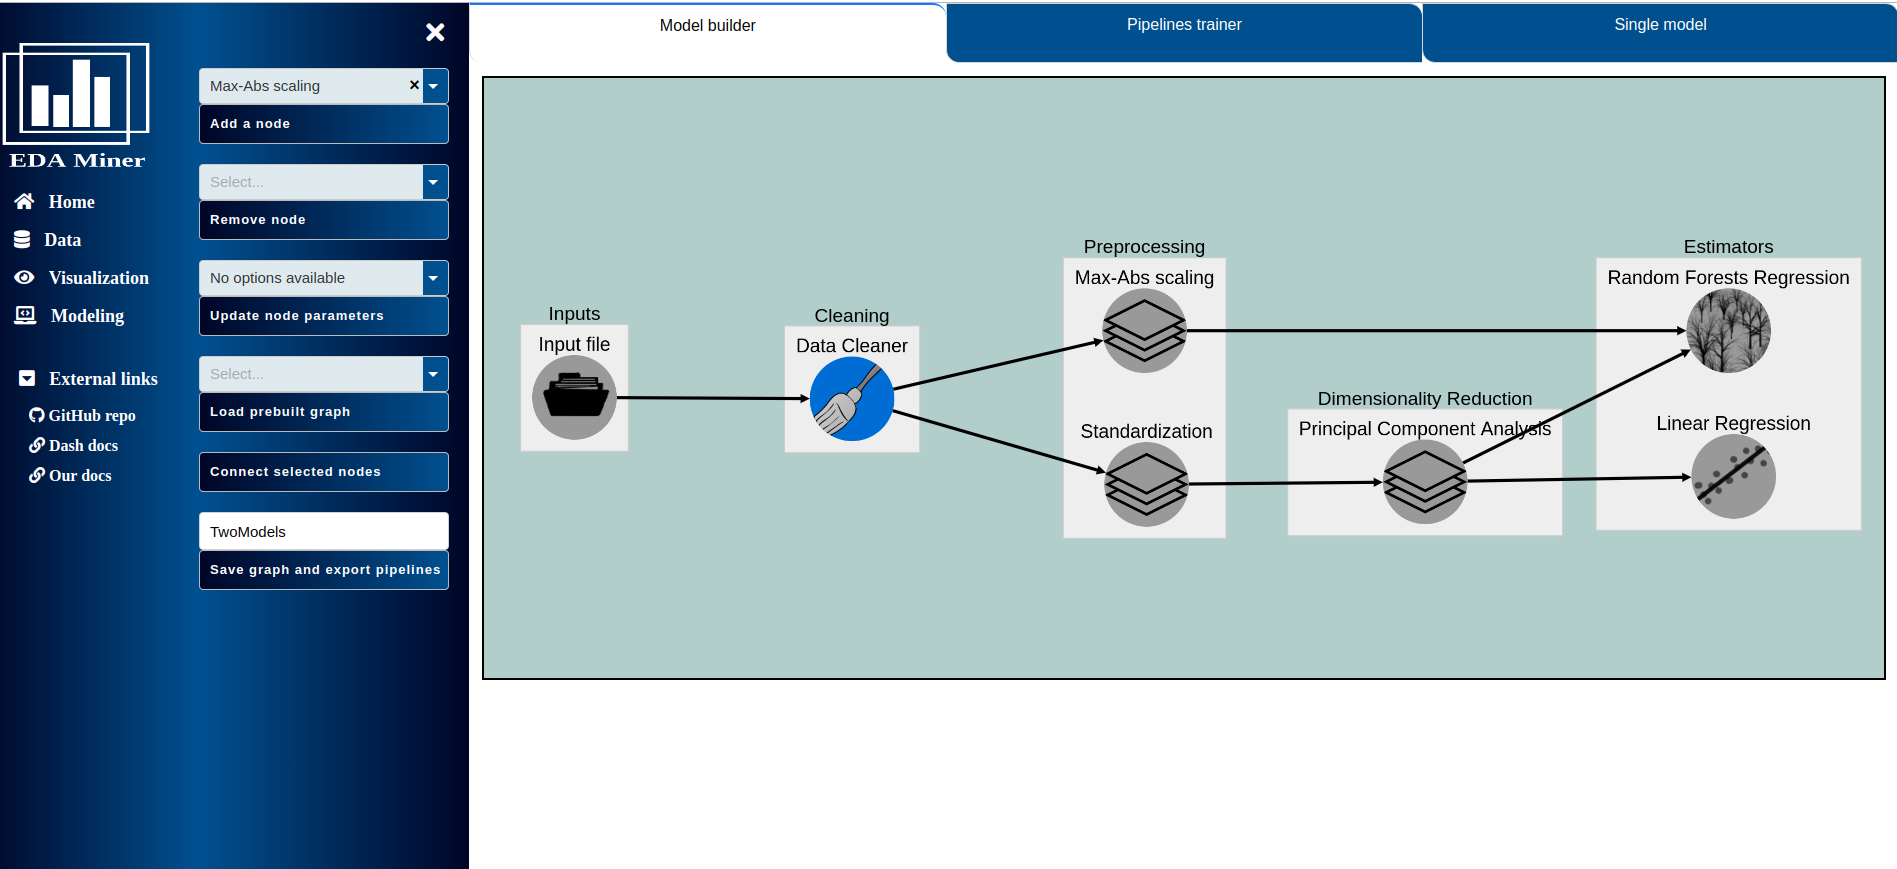 EDA Miner
Home
Data
Visualization
Modeling
External links
GitHub repo
Dash docs
Our docs
Max-Abs scaling
Add a node
Select...
Remove node
No options available
Update node parameters
Select...
Load prebuilt graph
Connect selected nodes
TwoModels
Save graph and export pipelines
Model builder
Pipelines trainer
Single model
Inputs
Input file
Cleaning
Data Cleaner
Preprocessing
Max-Abs scaling
Standardization
Dimensionality Reduction
Principal Component Analysis
Estimators
Random Forests Regression
Linear Regression